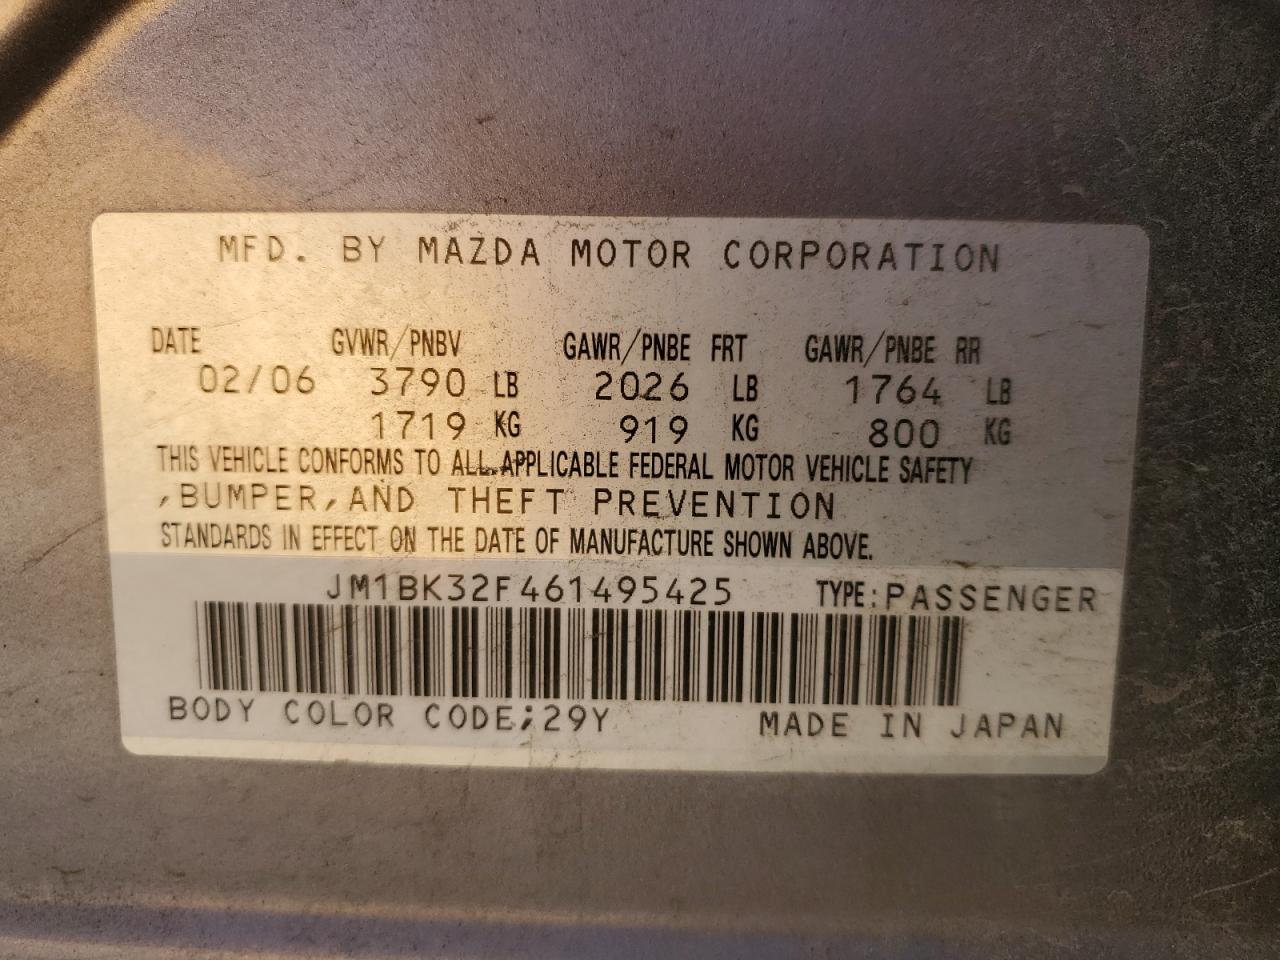 MFD. BY MAZDA MOTOR CORPORATION
DATE GVWR/PNBV GAWR/PNBE FRT GAWR/PNBE RR
02/06 3790 LB 2026 LB 1764 LB
1719 KG 919 KG 800 KG
THIS VEHICLE CONFORMS TO ALL APPLICABLE FEDERAL MOTOR VEHICLE SAFETY
,BUMPER,AND THEFT PREVENTION
STANDARDS IN EFFECT ON THE DATE OF MANUFACTURE SHOWN ABOVE.
JM1BK32F461495425 TYPE:PASSENGER
BODY COLOR CODE;29Y MADE IN JAPAN